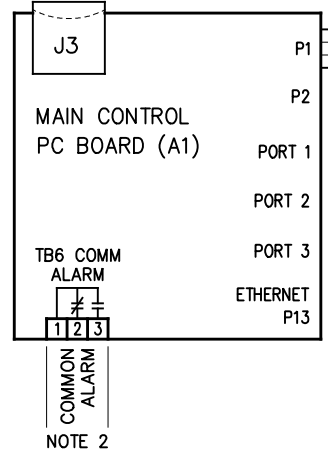 J3
P1
P2
MAIN CONTROL
PC BOARD (A1)
PORT 1
PORT 2
PORT 3
TB6 COMM
ALARM
ETHERNET
P13
1 2 3
COMMON
ALARM
NOTE 2